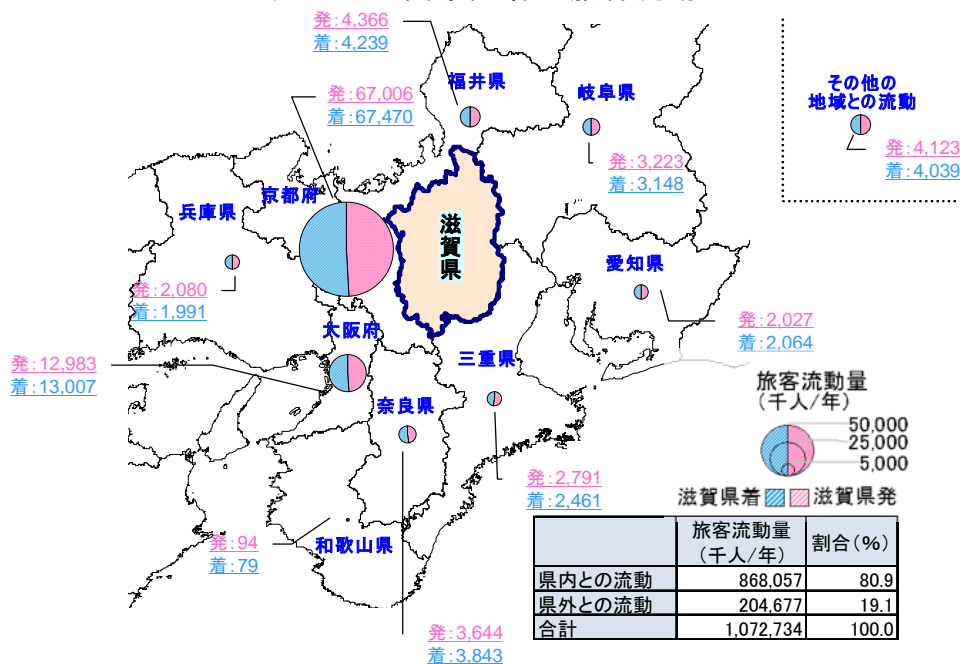 発:4,366
着:4,239
福井県
岐阜県
その他の
地域との流動
発:67,006
着:67,470
発:4,123
着:4,039
発:3,223
着:3,148
京都府
兵庫県
滋賀県
愛知県
発:2,080
着:1,991
発:2,027
着:2,064
大阪府
発:12,983
着:13,007
三重県
奈良県
旅客流動量
(千人/年)
50,000
25,000
5,000
滋賀県着 滋賀県発
発:2,791
着:2,461
発:94
着:79
和歌山県
発:3,644
着:3,843
旅客流動量
(千人/年) 割合(%)
県内との流動 868,057 80.9
県外との流動 204,677 19.1
合計 1,072,734 100.0